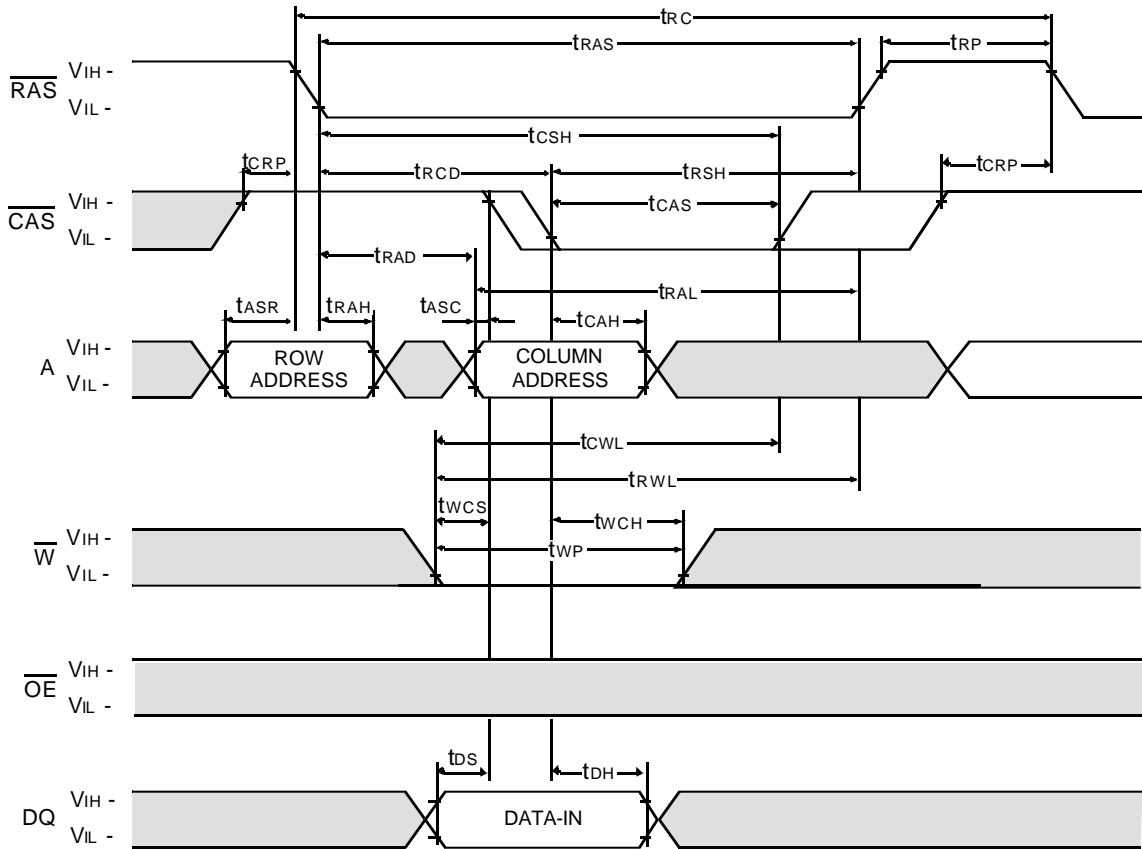 tRC
tRAS
tRP
RAS
VIH -
VIL -
tCSH
tCRP
tRCD
tRSH
tCRP
CAS
VIH -
VIL -
tCAS
tRAD
tRAL
tASR
tRAH
tASC
tCAH
A
VIH -
VIL -
ROW
ADDRESS
COLUMN
ADDRESS
tCWL
tRWL
tWCS
tWCH
W
VIH -
VIL -
tWP
OE
VIH -
VIL -
tDS
tDH
DQ
VIH -
VIL -
DATA-IN